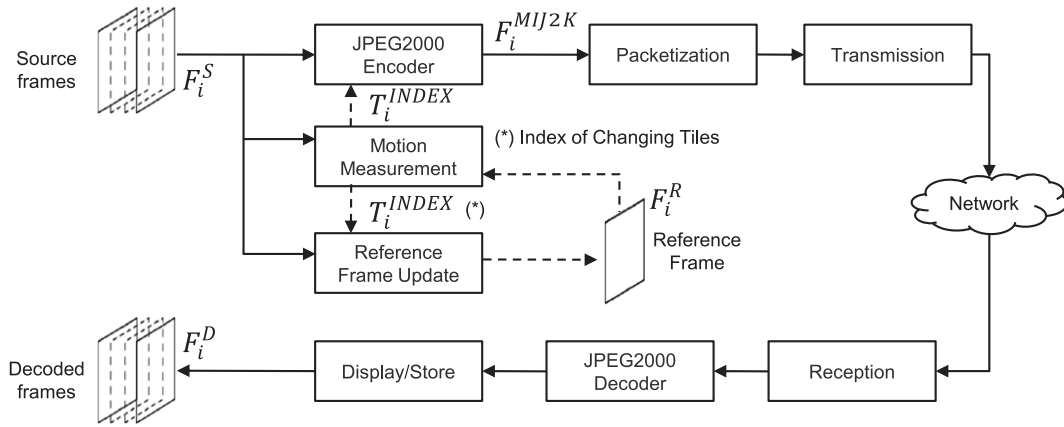 Source
frames
F_i^S
JPEG2000
Encoder
F_i^{MIJ2K}
Packetization
Transmission
T_i^{INDEX}
Motion
Measurement
(*) Index of Changing Tiles
T_i^{INDEX} (*)
F_i^R
Network
Reference
Frame Update
Reference
Frame
Decoded
frames
F_i^D
Display/Store
JPEG2000
Decoder
Reception